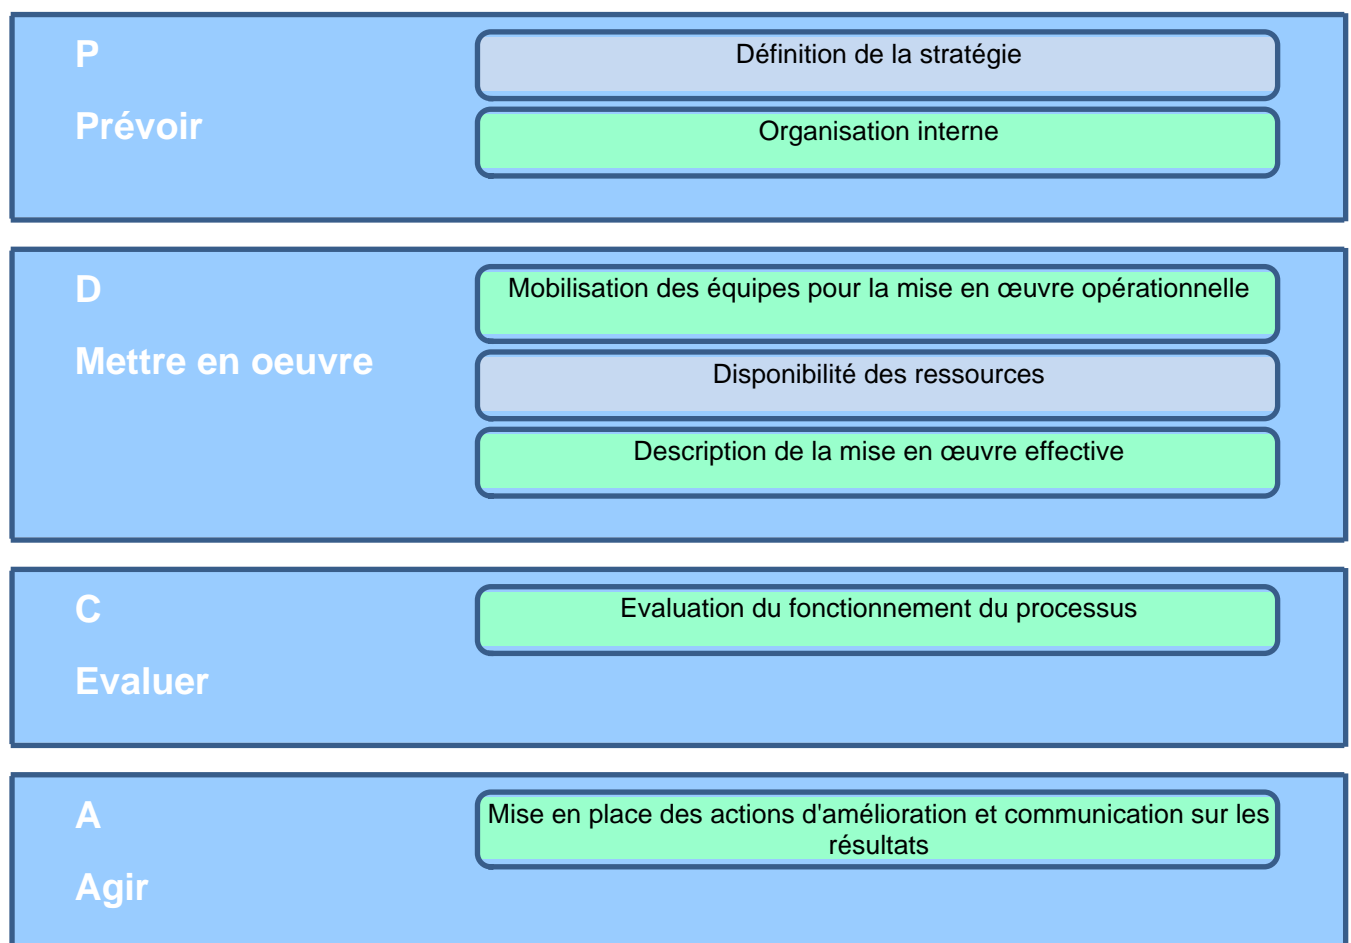 P
Prévoir
Définition de la stratégie
Organisation interne
D
Mettre en oeuvre
Mobilisation des équipes pour la mise en œuvre opérationnelle
Disponibilité des ressources
Description de la mise en œuvre effective
C
Evaluer
Evaluation du fonctionnement du processus
A
Agir
Mise en place des actions d'amélioration et communication sur les
résultats